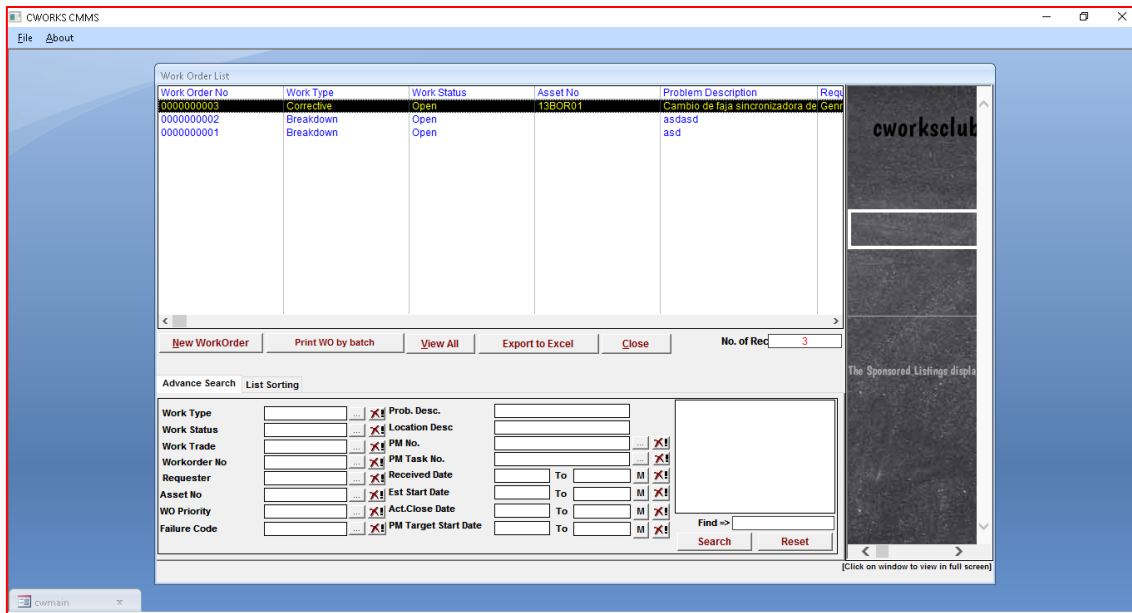 CWORKS CMMS
File About
Work Order List
Work Order No Work Type Work Status Asset No Problem Description Requ
0000000003 Corrective Open 13BOR01 Cambio de faja sincronizadora de Genr
0000000002 Breakdown Open asdasd
0000000001 Breakdown Open asd
cworksclub
New WorkOrder Print WO by batch View All Export to Excel Close No. of Rec 3
The Sponsored Listings displa
Advance Search List Sorting
Work Type ... X! Prob. Desc.
Work Status ... X! Location Desc
Work Trade ... X! PM No. ... X!
Workorder No ... X! PM Task No. ... X!
Requester ... X! Received Date To M X!
Asset No ... X! Est Start Date To M X!
WO Priority ... X! Act.Close Date To M X!
Failure Code ... X! PM Target Start Date To M X!
Find =>
Search Reset
[Click on window to view in full screen]
cwmain x